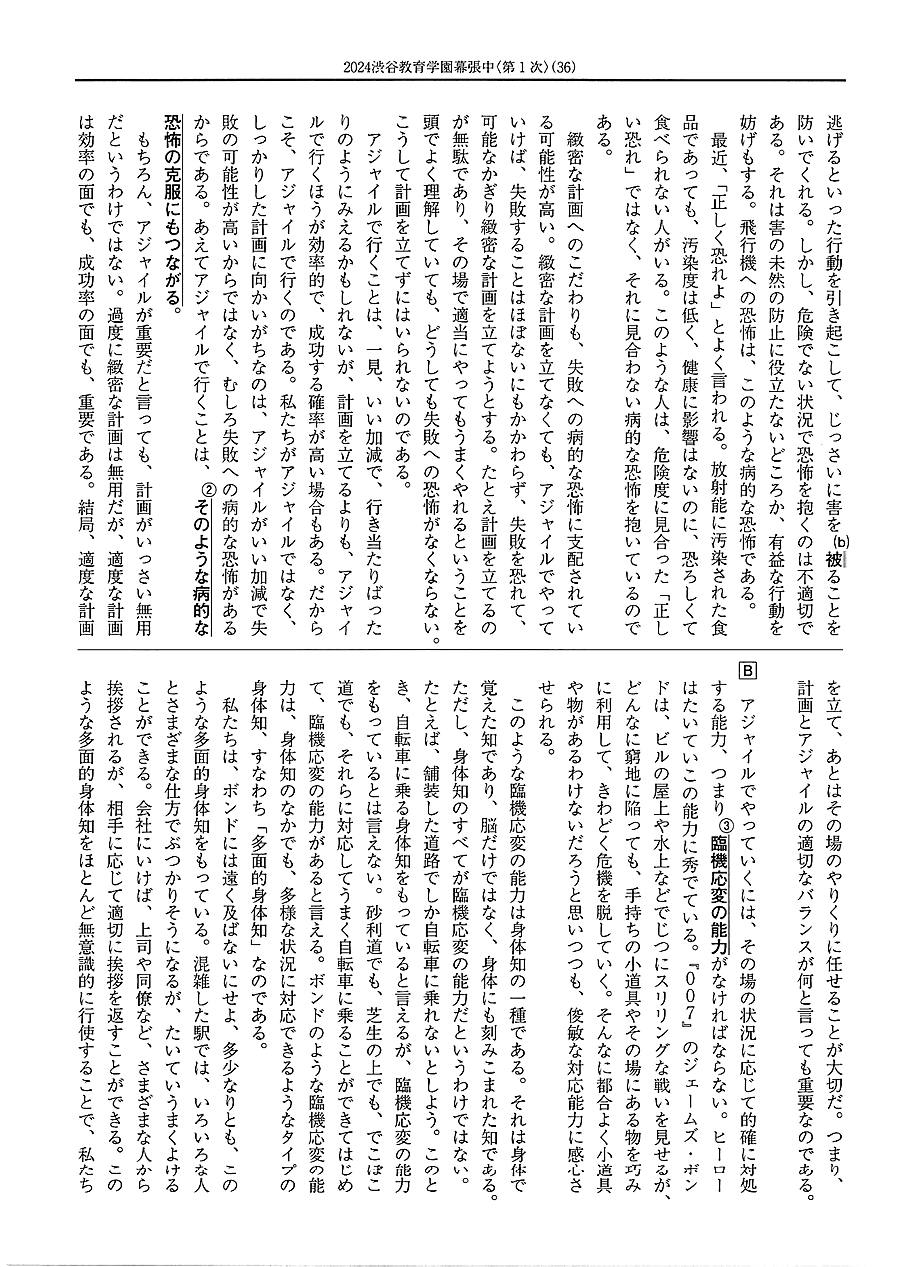 2024渋谷教育学園幕張中〈第1次〉(36)
逃げるといった行動を引き起こして、じっさいに害を(b)被ることを
防いでくれる。しかし、危険でない状況で恐怖を抱くのは不適切で
ある。それは害の未然の防止に役立たないどころか、有益な行動を
妨げもする。飛行機への恐怖は、このような病的な恐怖である。
最近、「正しく恐れよ」とよく言われる。放射能に汚染された食
品であっても、汚染度は低く、健康に影響はないのに、恐ろしくて
食べられない人がいる。このような人は、危険度に見合った「正し
い恐れ」ではなく、それに見合わない病的な恐怖を抱いているので
ある。
緻密な計画へのこだわりも、失敗への病的な恐怖に支配されてい
る可能性が高い。緻密な計画を立てなくても、アジャイルでやって
いけば、失敗することはほぼないにもかかわらず、失敗を恐れて、
可能なかぎり緻密な計画を立てようとする。たとえ計画を立てるの
が無駄であり、その場で適当にやってもうまくやれるということを
頭でよく理解していても、どうしても失敗への恐怖がなくならない。
こうして計画を立てずにはいられないのである。
アジャイルで行くことは、一見、いい加減で、行き当たりばった
りのようにみえるかもしれないが、計画を立てるよりも、アジャイ
ルで行くほうが効率的で、成功する確率が高い場合もある。だから
こそ、アジャイルで行くのである。私たちがアジャイルではなく、
しっかりした計画に向かいがちなのは、アジャイルがいい加減で失
敗の可能性が高いからではなく、むしろ失敗への病的な恐怖がある
からである。あえてアジャイルで行くことは、②そのような病的な
恐怖の克服にもつながる。
もちろん、アジャイルが重要だと言っても、計画がいっさい無用
だというわけではない。過度に緻密な計画は無用だが、適度な計画
は効率の面でも、成功率の面でも、重要である。結局、適度な計画
を立て、あとはその場のやりくりに任せることが大切だ。つまり、
計画とアジャイルの適切なバランスが何と言っても重要なのである。
B
アジャイルでやっていくには、その場の状況に応じて的確に対処
する能力、つまり③臨機応変の能力がなければならない。ヒーロー
はたいていこの能力に秀でている。『007』のジェームズ・ボン
ドは、ビルの屋上や水上などでじつにスリリングな戦いを見せるが、
どんなに窮地に陥っても、手持ちの小道具やその場にある物を巧み
に利用して、きわどく危機を脱していく。そんなに都合よく小道具
や物があるわけないだろうと思いつつも、俊敏な対応能力に感心さ
せられる。
このような臨機応変の能力は身体知の一種である。それは身体で
覚えた知であり、脳だけではなく、身体にも刻みこまれた知である。
ただし、身体知のすべてが臨機応変の能力だというわけではない。
たとえば、舗装した道路でしか自転車に乗れないとしよう。このと
き、自転車に乗る身体知をもっていると言えるが、臨機応変の能力
をもっているとは言えない。砂利道でも、芝生の上でも、でこぼこ
道でも、それらに対応してうまく自転車に乗ることができてはじめ
て、臨機応変の能力があると言える。ボンドのような臨機応変の能
力は、身体知のなかでも、多様な状況に対応できるようなタイプの
身体知、すなわち「多面的身体知」なのである。
私たちは、ボンドには遠く及ばないにせよ、多少なりとも、この
ような多面的身体知をもっている。混雑した駅では、いろいろな人
とさまざまな仕方でぶつかりそうになるが、たいていうまくよける
ことができる。会社にいけば、上司や同僚など、さまざまな人から
挨拶されるが、相手に応じて適切に挨拶を返すことができる。この
ような多面的身体知をほとんど無意識的に行使することで、私たち